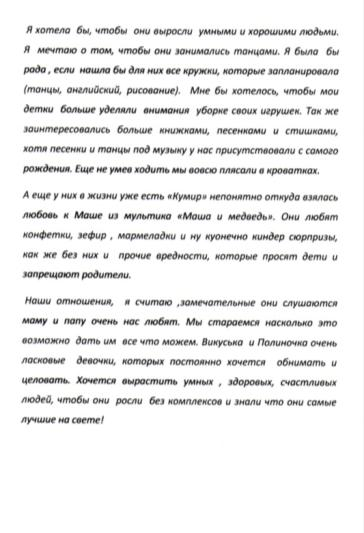 Я хотела бы, чтобы они выросли умными и хорошими людьми.
Я мечтаю о том, чтобы они занимались танцами. Я была бы
рада , если нашла бы для них все кружки, которые запланировала
(танцы, английский, рисование). Мне бы хотелось, чтобы мои
детки больше уделяли внимания уборке своих игрушек. Так же
заинтересовались больше книжками, песенками и стишками,
хотя песенки и танцы под музыку у нас присутствовали с самого
рождения. Еще не умев ходить мы вовсю плясали в кроватках.
А еще у них в жизни уже есть «Кумир» непонятно откуда взялась
любовь к Маше из мультика «Маша и медведь». Они любят
конфетки, зефир , мармеладки и ну куонечно киндер сюрпризы,
как же без них и прочие вредности, которые просят дети и
запрещают родители.
Наши отношения, я считаю ,замечательные они слушаются
маму и папу очень нас любят. Мы стараемся насколько это
возможно дать им все что можем. Викуська и Полиночка очень
ласковые девочки, которых постоянно хочется обнимать и
целовать. Хочется вырастить умных , здоровых, счастливых
людей, чтобы они росли без комплексов и знали что они самые
лучшие на свете!